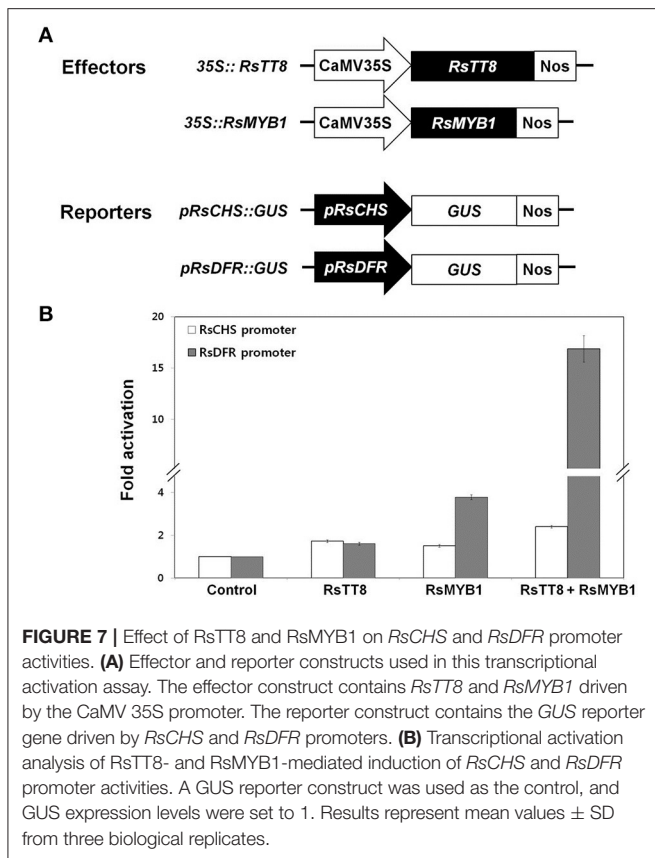 A
Effectors
35S:: RsTT8 CaMV35S RsTT8 Nos
35S::RsMYB1 CaMV35S RsMYB1 Nos
Reporters
pRsCHS::GUS pRsCHS GUS Nos
pRsDFR::GUS pRsDFR GUS Nos
B
20
RsCHS promoter
RsDFR promoter
15
10
Fold activation
4
2
0
Control RsTT8 RsMYB1 RsTT8 + RsMYB1
FIGURE 7 | Effect of RsTT8 and RsMYB1 on RsCHS and RsDFR promoter
activities. (A) Effector and reporter constructs used in this transcriptional
activation assay. The effector construct contains RsTT8 and RsMYB1 driven
by the CaMV 35S promoter. The reporter construct contains the GUS reporter
gene driven by RsCHS and RsDFR promoters. (B) Transcriptional activation
analysis of RsTT8- and RsMYB1-mediated induction of RsCHS and RsDFR
promoter activities. A GUS reporter construct was used as the control, and
GUS expression levels were set to 1. Results represent mean values ± SD
from three biological replicates.